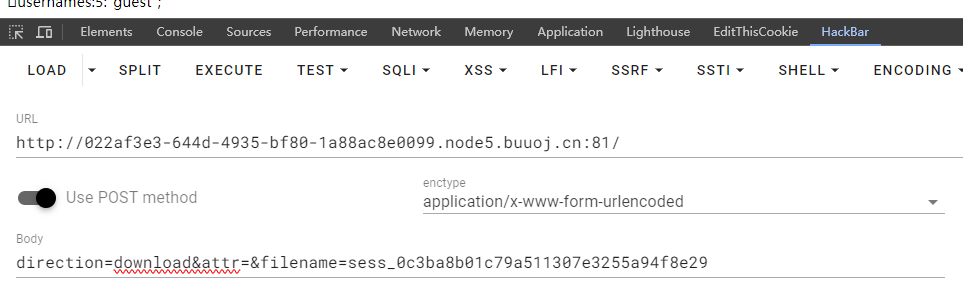 usernames:5:"guest";
Elements Console Sources Performance Network Memory Application Lighthouse EditThisCookie HackBar
LOAD SPLIT EXECUTE TEST SQLI XSS LFI SSRF SSTI SHELL ENCODING
URL
http://022af3e3-644d-4935-bf80-1a88ac8e0099.node5.buuoj.cn:81/
Use POST method
enctype
application/x-www-form-urlencoded
Body
direction=download&attr=&filename=sess_0c3ba8b01c79a511307e3255a94f8e29